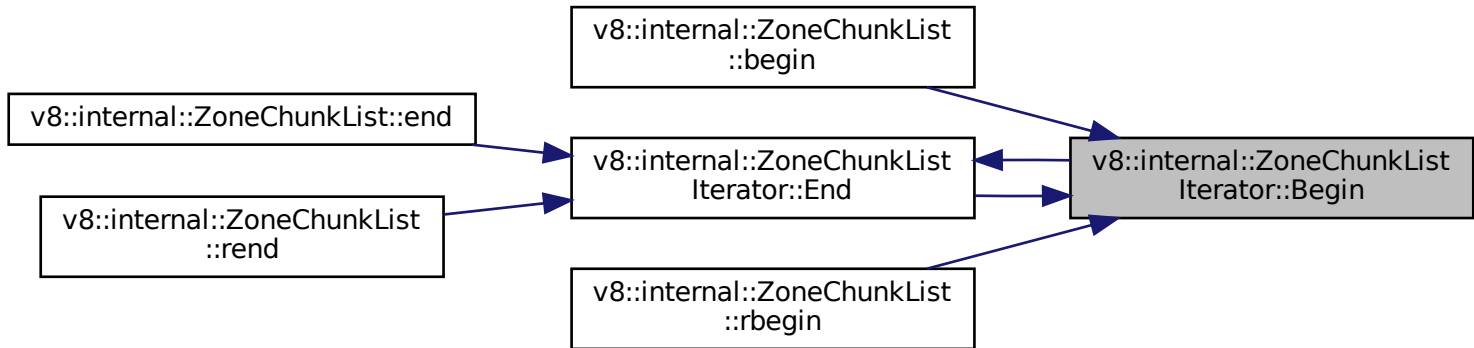 v8::internal::ZoneChunkList
::begin
v8::internal::ZoneChunkList::end
v8::internal::ZoneChunkList
Iterator::End
v8::internal::ZoneChunkList
Iterator::Begin
v8::internal::ZoneChunkList
::rend
v8::internal::ZoneChunkList
::rbegin